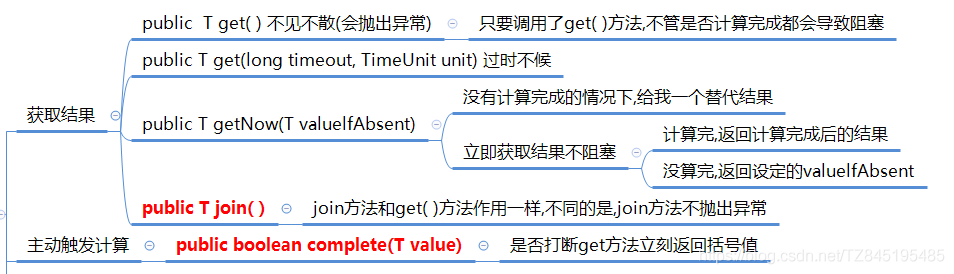 public T get( ) 不见不散(会抛出异常)
只要调用了get( )方法,不管是否计算完成都会导致阻塞
public T get(long timeout, TimeUnit unit) 过时不候
获取结果
public T getNow(T valueIfAbsent)
没有计算完成的情况下,给我一个替代结果
立即获取结果不阻塞
计算完,返回计算完成后的结果
没算完,返回设定的valueIfAbsent
public T join( )
join方法和get( )方法作用一样,不同的是,join方法不抛出异常
主动触发计算
public boolean complete(T value)
是否打断get方法立刻返回括号值
https://blog.csdn.net/TZ845195485